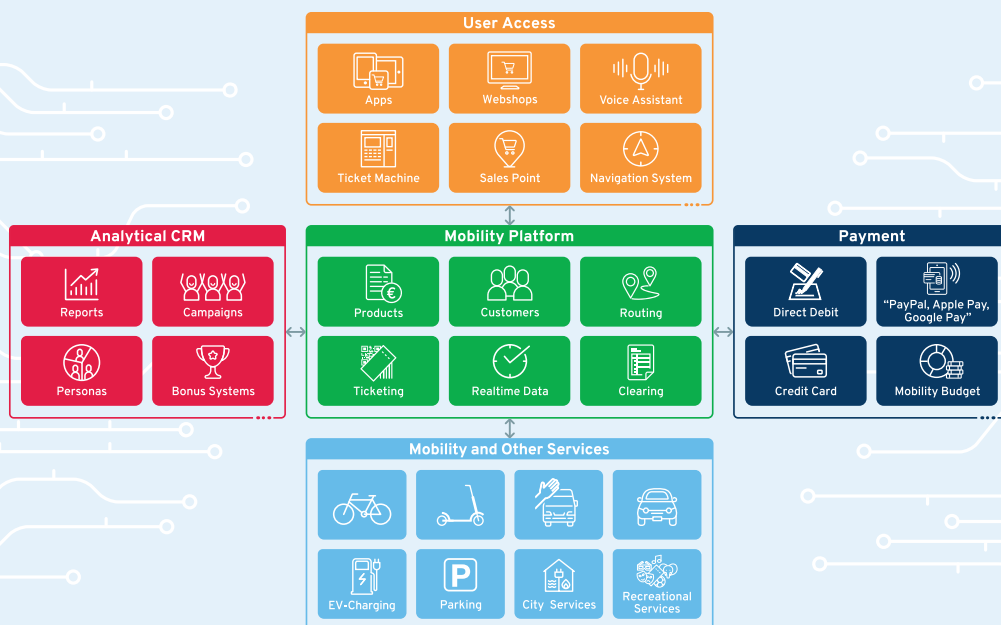 User Access
Apps
Webshops
Voice Assistant
Ticket Machine
Sales Point
Navigation System
Analytical CRM
Reports
Campaigns
Personas
Bonus Systems
Mobility Platform
Products
Customers
Routing
Ticketing
Realtime Data
Clearing
Payment
Direct Debit
“PayPal, Apple Pay,
Google Pay”
Credit Card
Mobility Budget
Mobility and Other Services
EV-Charging
P
Parking
City Services
Recreational
Services